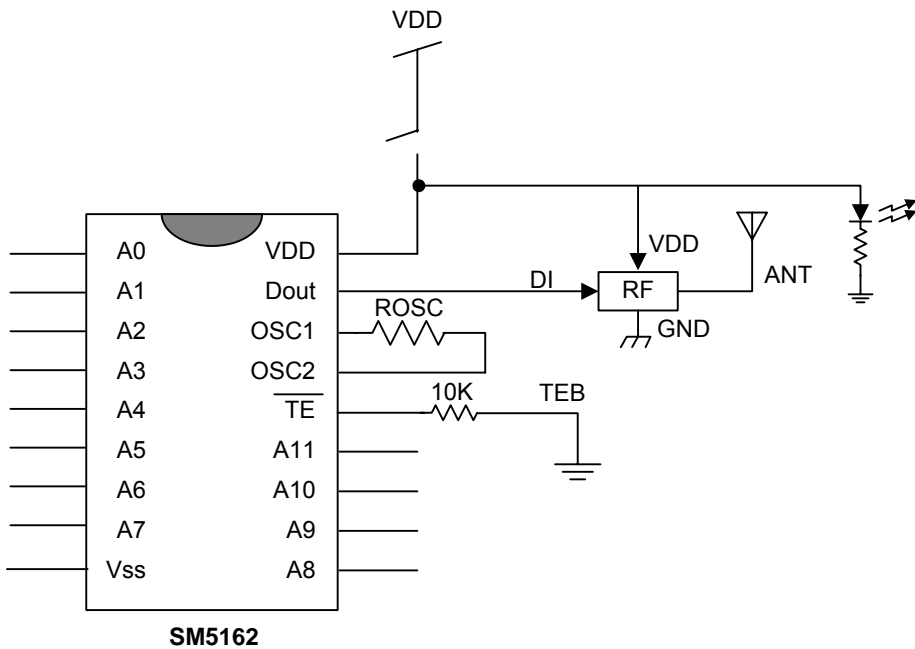 VDD
A0 VDD
A1 Dout
A2 OSC1
A3 OSC2
A4 TE
A5 A11
A6 A10
A7 A9
Vss A8
SM5162
ROSC
10K
TEB
DI
VDD
RF
GND
ANT